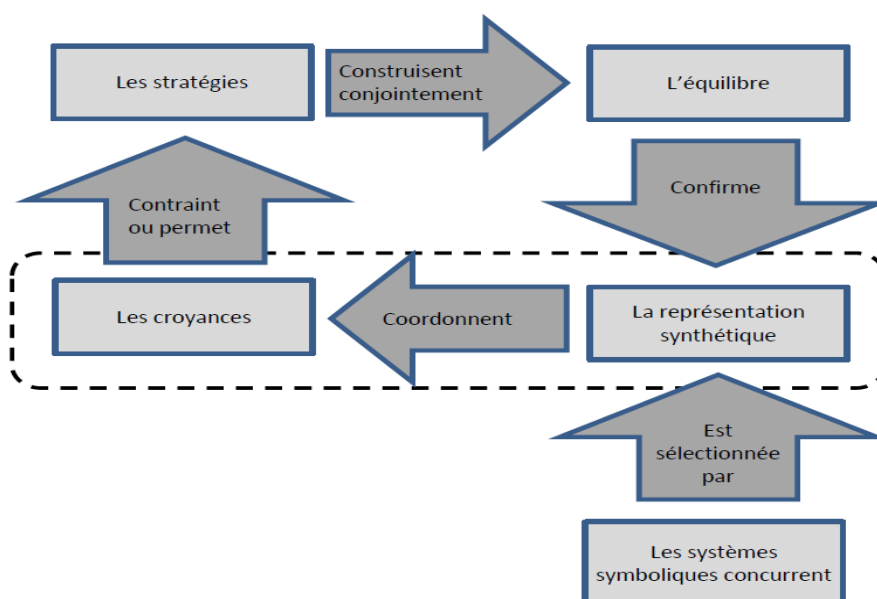 Les stratégies
Construisent
conjointement
L’équilibre
Contraint
ou permet
Confirme
Les croyances
Coordonnent
La représentation
synthétique
Est
sélectionnée
par
Les systèmes
symboliques concurrent